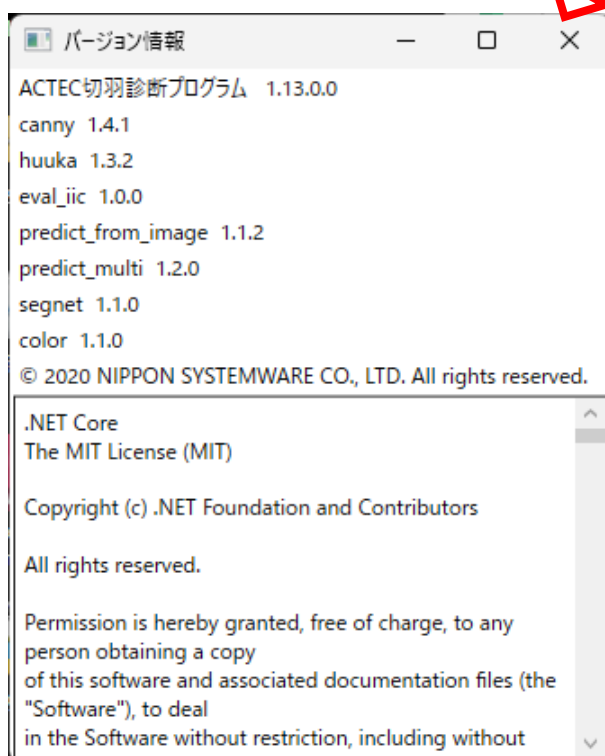 バージョン情報
ACTEC切羽診断プログラム 1.13.0.0
canny 1.4.1
huuka 1.3.2
eval_iic 1.0.0
predict_from_image 1.1.2
predict_multi 1.2.0
segnet 1.1.0
color 1.1.0
© 2020 NIPPON SYSTEMWARE CO., LTD. All rights reserved.
.NET Core
The MIT License (MIT)
Copyright (c) .NET Foundation and Contributors
All rights reserved.
Permission is hereby granted, free of charge, to any
person obtaining a copy
of this software and associated documentation files (the
"Software"), to deal
in the Software without restriction, including without